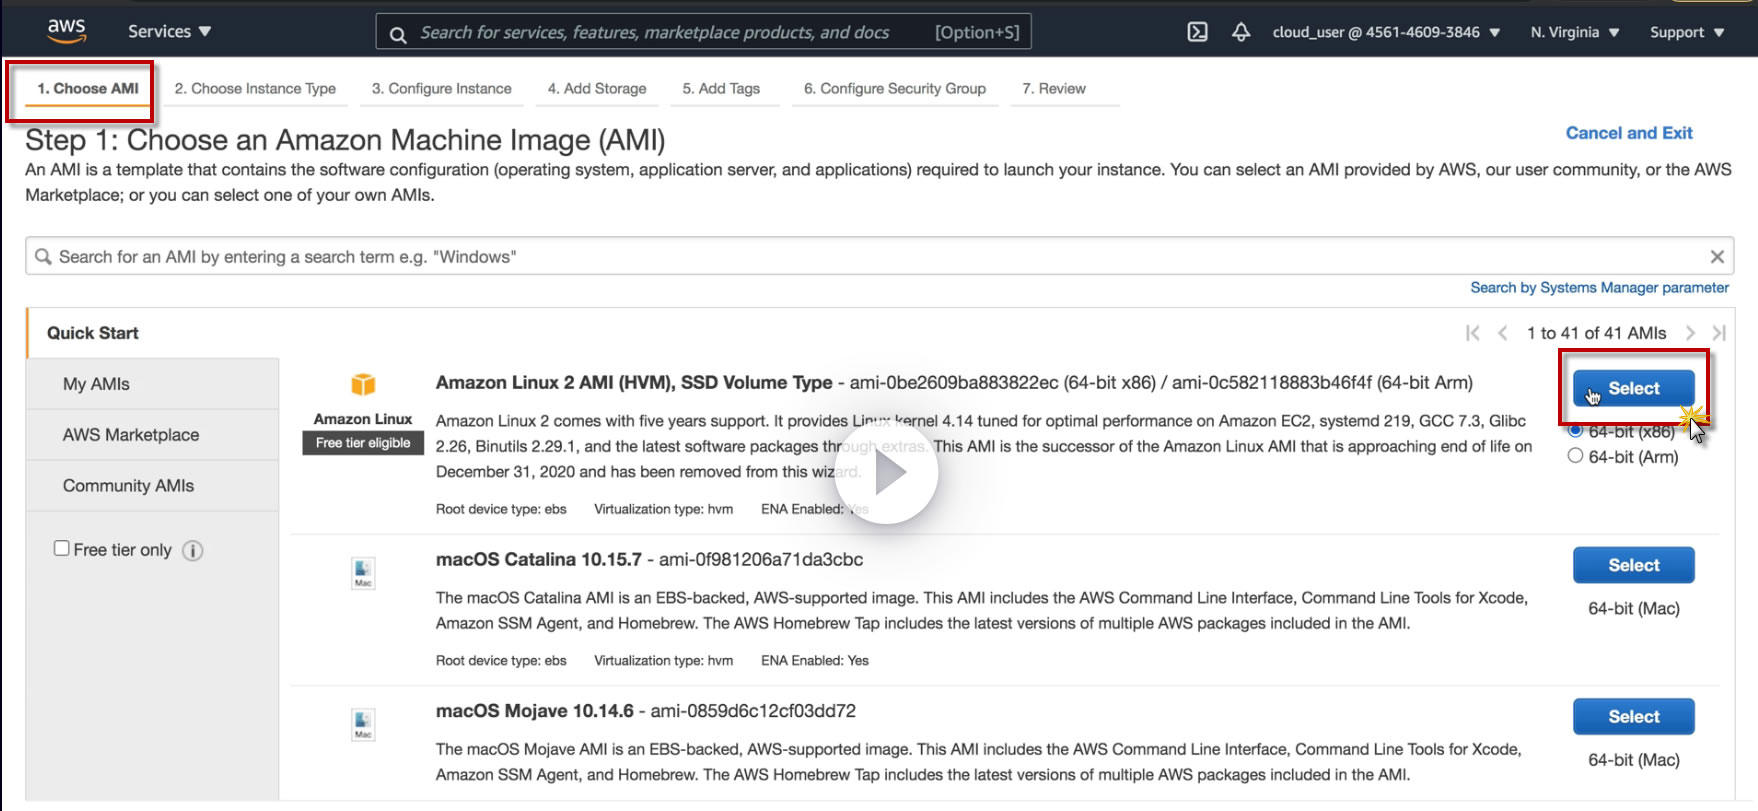 aws
Services ▼
Search for services, features, marketplace products, and docs [Option+S]
cloud_user @ 4561-4609-3846 ▼
N. Virginia ▼
Support ▼
1. Choose AMI
2. Choose Instance Type
3. Configure Instance
4. Add Storage
5. Add Tags
6. Configure Security Group
7. Review
Step 1: Choose an Amazon Machine Image (AMI)
Cancel and Exit
An AMI is a template that contains the software configuration (operating system, application server, and applications) required to launch your instance. You can select an AMI provided by AWS, our user community, or the AWS
Marketplace; or you can select one of your own AMIs.
Search for an AMI by entering a search term e.g. "Windows"
Search by Systems Manager parameter
Quick Start
My AMIs
AWS Marketplace
Community AMIs
Free tier only
1 to 41 of 41 AMIs
Amazon Linux
Free tier eligible
Amazon Linux 2 AMI (HVM), SSD Volume Type - ami-0be2609ba883822ec (64-bit x86) / ami-0c582118883b46f4f (64-bit Arm)
Amazon Linux 2 comes with five years support. It provides Linux kernel 4.14 tuned for optimal performance on Amazon EC2, systemd 219, GCC 7.3, Glibc
2.26, Binutils 2.29.1, and the latest software packages through extras. This AMI is the successor of the Amazon Linux AMI that is approaching end of life on
December 31, 2020 and has been removed from this wizard.
Root device type: ebs Virtualization type: hvm ENA Enabled: Yes
Select
64-bit (x86)
64-bit (Arm)
Mac
macOS Catalina 10.15.7 - ami-0f981206a71da3cbc
The macOS Catalina AMI is an EBS-backed, AWS-supported image. This AMI includes the AWS Command Line Interface, Command Line Tools for Xcode,
Amazon SSM Agent, and Homebrew. The AWS Homebrew Tap includes the latest versions of multiple AWS packages included in the AMI.
Root device type: ebs Virtualization type: hvm ENA Enabled: Yes
Select
64-bit (Mac)
Mac
macOS Mojave 10.14.6 - ami-0859d6c12cf03dd72
The macOS Mojave AMI is an EBS-backed, AWS-supported image. This AMI includes the AWS Command Line Interface, Command Line Tools for Xcode,
Amazon SSM Agent, and Homebrew. The AWS Homebrew Tap includes the latest versions of multiple AWS packages included in the AMI.
Select
64-bit (Mac)